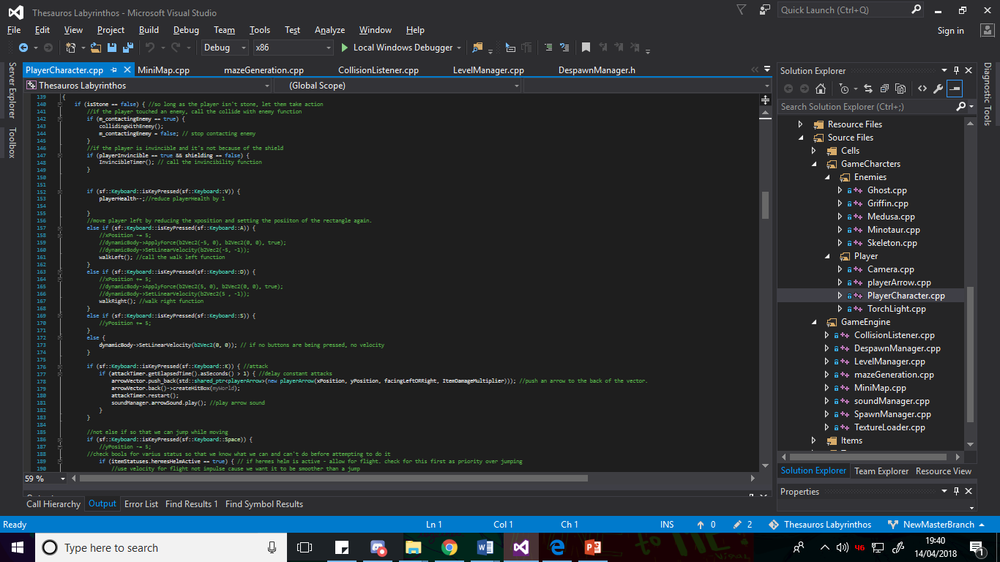 Thesauros Labyrinthos - Microsoft Visual Studio
Quick Launch (Ctrl+Q)
File Edit View Project Build Debug Team Tools Test Analyze Window Help
Sign in
Debug x86 Local Windows Debugger
Server Explorer
Toolbox
PlayerCharacter.cpp MiniMap.cpp mazeGeneration.cpp CollisionListener.cpp LevelManager.cpp DespawnManager.h
Thesauros Labyrinthos (Global Scope)
139 {
140 if (isStone == false) { //so long as the player isn't stone, let them take action
141 //if the player touched an enemy, call the collide with enemy function
142 if (m_contactingEnemy == true) {
143 collidingWithEnemy();
144 m_contactingEnemy = false; // stop contacting enemy
145 }
146 //if the player is invincible and it's not because of the shield
147 if (playerInvincible == true && shielding == false) {
148 InvincibleTimer(); // call the invincibility function
149 }
150
151
152 if (sf::Keyboard::isKeyPressed(sf::Keyboard::V)) {
153 playerHealth--;//reduce playerHealth by 1
154
155 }
156 //move player left by reducing the xposition and setting the posiiton of the rectangle again.
157 else if (sf::Keyboard::isKeyPressed(sf::Keyboard::A)) {
158 //xPosition -= 5;
159 //dynamicBody->ApplyForce(b2Vec2(-5, 0), b2Vec2(0, 0), true);
160 //dynamicBody->SetLinearVelocity(b2Vec2(-5, -1));
161 walkLeft(); //call the walk left function
162 }
163 else if (sf::Keyboard::isKeyPressed(sf::Keyboard::D)) {
164 //xPosition += 5;
165 //dynamicBody->ApplyForce(b2Vec2(5, 0), b2Vec2(0, 0), true);
166 //dynamicBody->SetLinearVelocity(b2Vec2(5 , -1));
167 walkRight(); //walk right function
168 }
169 else if (sf::Keyboard::isKeyPressed(sf::Keyboard::S)) {
170 //yPosition += 5;
171 }
172 else {
173 dynamicBody->SetLinearVelocity(b2Vec2(0, 0)); // if no buttons are being pressed, no velocity
174 }
175
176 if (sf::Keyboard::isKeyPressed(sf::Keyboard::K)) { //attack
177 if (attackTimer.getElapsedTime().asSeconds() > 1) { //delay constant attacks
178 arrowVector.push_back(std::shared_ptr<playerArrow>(new playerArrow(xPosition, yPosition, facingLeftORRight, ItemDamageMultiplier))); //push an arrow to the back of the vector.
179 arrowVector.back()->createHitBox(myWorld);
180 attackTimer.restart();
181 soundManager.arrowSound.play(); //play arrow sound
182 }
183 }
184
185 //not else if so that we can jump while moving
186 if (sf::Keyboard::isKeyPressed(sf::Keyboard::Space)) {
187 //yPosition -= 5;
188 //check bools for varius status so that we know what we can and can't do before attempting to do it
189 if (itemStatuses.hermesHelmActive == true) { // if hermes helm is active - allow for flight. check for this first as priority over jumping
190 //use velocity for flight not impulse cause we want it to be smoother than a jump
59 %
Call Hierarchy Output Error List Find Results 1 Find Symbol Results
Solution Explorer
Search Solution Explorer (Ctrl+;)
Resource Files
Source Files
Cells
GameCharcters
Enemies
Ghost.cpp
Griffin.cpp
Medusa.cpp
Minotaur.cpp
Skeleton.cpp
Player
Camera.cpp
playerArrow.cpp
PlayerCharacter.cpp
TorchLight.cpp
GameEngine
CollisionListener.cpp
DespawnManager.cpp
LevelManager.cpp
mazeGeneration.cpp
MiniMap.cpp
soundManager.cpp
SpawnManager.cpp
TextureLoader.cpp
Items
Solution Explorer Team Explorer Resource View
Properties
Diagnostic Tools
Ready Ln 1 Col 1 Ch 1 INS 0 2 Thesauros Labyrinthos NewMasterBranch
Type here to search
19:40
14/04/2018